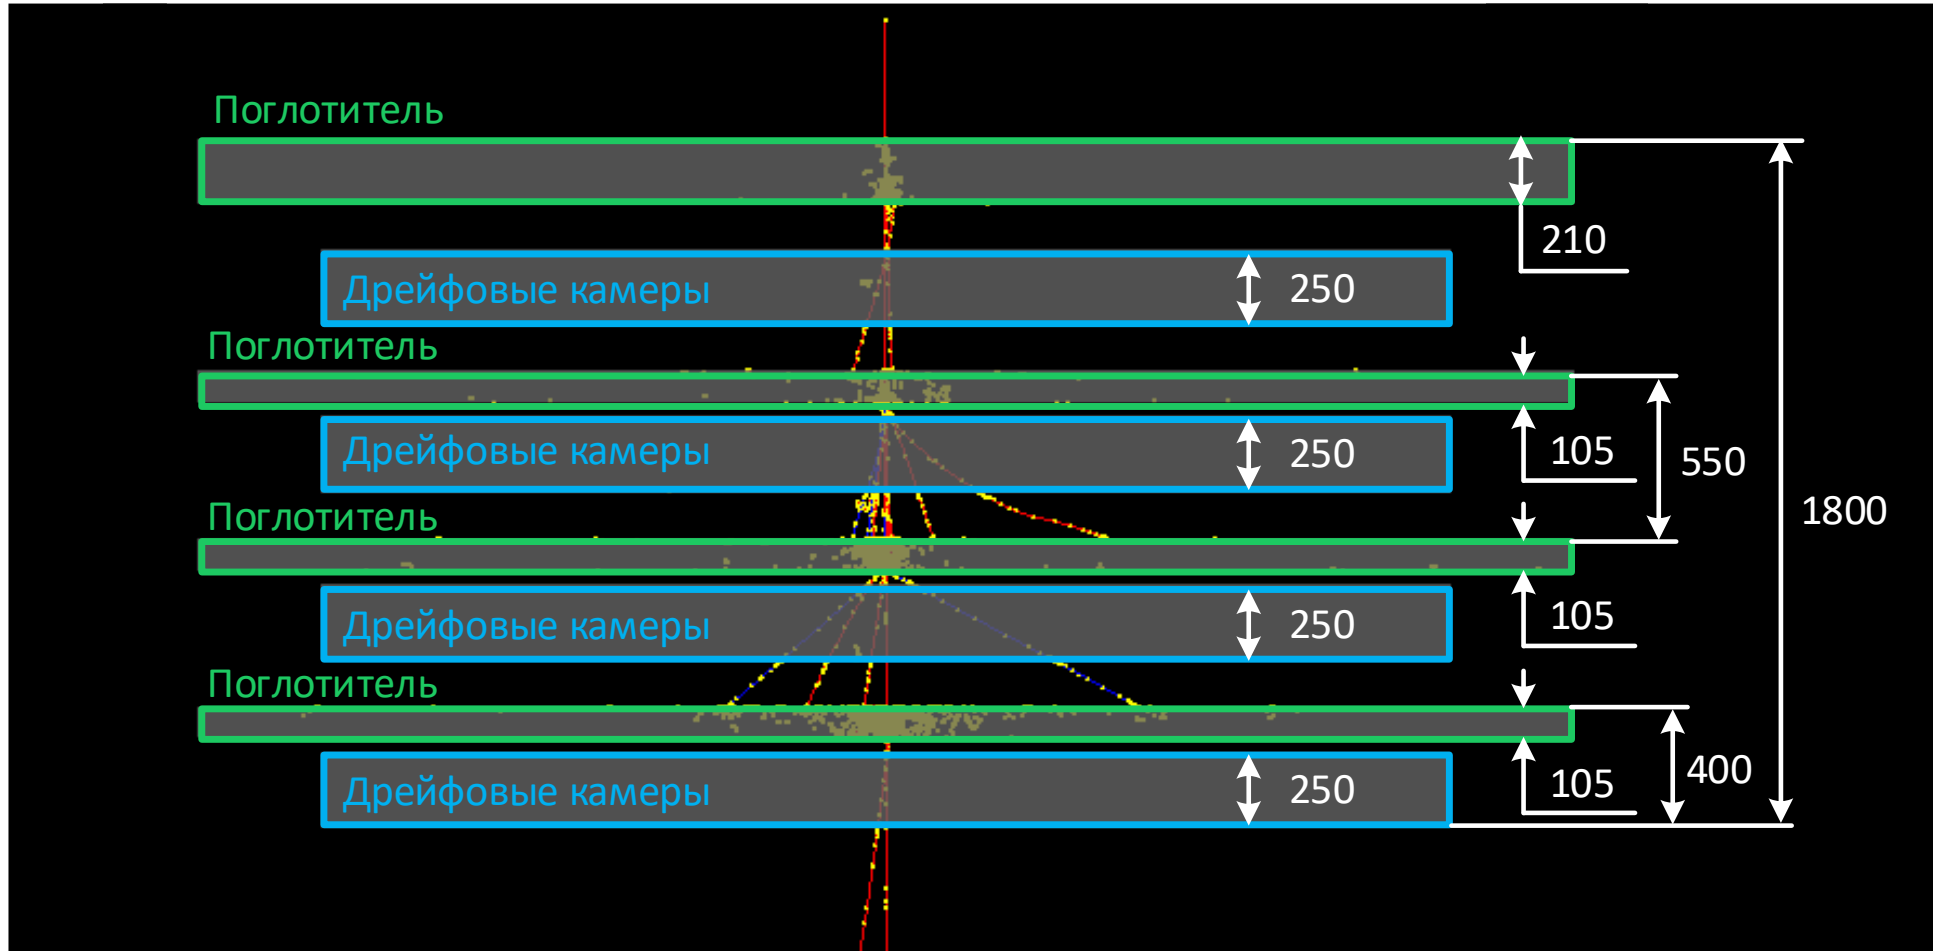 Поглотитель
210
Дрейфовые камеры
250
Поглотитель
105
550
1800
Дрейфовые камеры
250
Поглотитель
105
Дрейфовые камеры
250
Поглотитель
105
400
Дрейфовые камеры
250